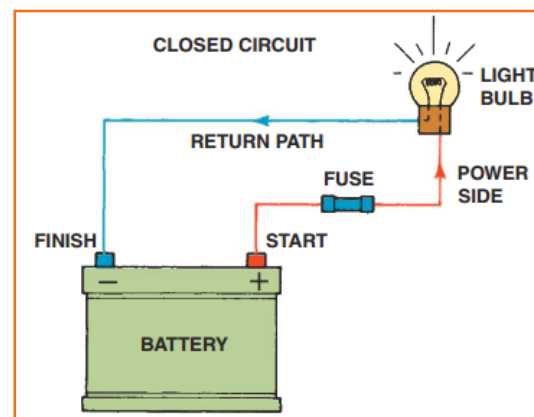 CLOSED CIRCUIT
LIGHT
BULB
RETURN PATH
POWER
SIDE
FUSE
FINISH
START
−
+
BATTERY